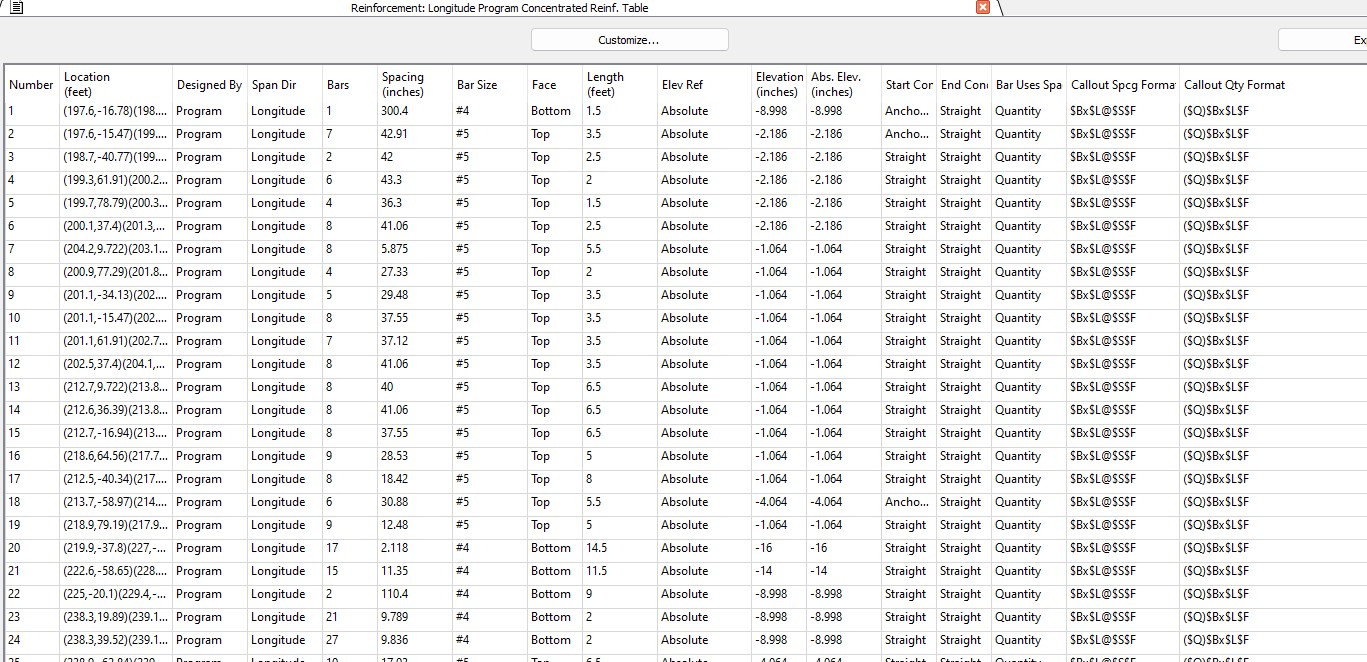 Reinforcement: Longitude Program Concentrated Reinf. Table
Customize...
Number Location (feet) Designed By Span Dir Bars Spacing (inches) Bar Size Face Length (feet) Elev Ref Elevation (inches) Abs. Elev. (inches) Start Cor End Con Bar Uses Spa Callout Spcg Format Callout Qty Format
1 (197.6,-16.78)(198.... Program Longitude 1 300.4 #4 Bottom 1.5 Absolute -8.998 -8.998 Ancho... Straight Quantity $Bx$L@$S$F ($Q)$Bx$L$F
2 (197.6,-15.47)(199.... Program Longitude 7 42.91 #5 Top 3.5 Absolute -2.186 -2.186 Ancho... Straight Quantity $Bx$L@$S$F ($Q)$Bx$L$F
3 (198.7,-40.77)(199.... Program Longitude 2 42 #5 Top 2.5 Absolute -2.186 -2.186 Straight Straight Quantity $Bx$L@$S$F ($Q)$Bx$L$F
4 (199.3,61.91)(200.2... Program Longitude 6 43.3 #5 Top 2 Absolute -2.186 -2.186 Straight Straight Quantity $Bx$L@$S$F ($Q)$Bx$L$F
5 (199.7,78.79)(200.3... Program Longitude 4 36.3 #5 Top 1.5 Absolute -2.186 -2.186 Straight Straight Quantity $Bx$L@$S$F ($Q)$Bx$L$F
6 (200.1,37.4)(201.3,... Program Longitude 8 41.06 #5 Top 2.5 Absolute -2.186 -2.186 Straight Straight Quantity $Bx$L@$S$F ($Q)$Bx$L$F
7 (204.2,9.722)(203.1... Program Longitude 8 5.875 #5 Top 5.5 Absolute -1.064 -1.064 Straight Straight Quantity $Bx$L@$S$F ($Q)$Bx$L$F
8 (200.9,77.29)(201.8... Program Longitude 4 27.33 #5 Top 2 Absolute -1.064 -1.064 Straight Straight Quantity $Bx$L@$S$F ($Q)$Bx$L$F
9 (201.1,-34.13)(202.... Program Longitude 5 29.48 #5 Top 3.5 Absolute -1.064 -1.064 Straight Straight Quantity $Bx$L@$S$F ($Q)$Bx$L$F
10 (201.1,-15.47)(202.... Program Longitude 8 37.55 #5 Top 3.5 Absolute -1.064 -1.064 Straight Straight Quantity $Bx$L@$S$F ($Q)$Bx$L$F
11 (201.1,61.91)(202.7... Program Longitude 7 37.12 #5 Top 3.5 Absolute -1.064 -1.064 Straight Straight Quantity $Bx$L@$S$F ($Q)$Bx$L$F
12 (202.5,37.4)(204.1,... Program Longitude 8 41.06 #5 Top 3.5 Absolute -1.064 -1.064 Straight Straight Quantity $Bx$L@$S$F ($Q)$Bx$L$F
13 (212.7,9.722)(213.8... Program Longitude 8 40 #5 Top 6.5 Absolute -1.064 -1.064 Straight Straight Quantity $Bx$L@$S$F ($Q)$Bx$L$F
14 (212.6,36.39)(213.8... Program Longitude 8 41.06 #5 Top 6.5 Absolute -1.064 -1.064 Straight Straight Quantity $Bx$L@$S$F ($Q)$Bx$L$F
15 (212.7,-16.94)(213.... Program Longitude 8 37.55 #5 Top 6.5 Absolute -1.064 -1.064 Straight Straight Quantity $Bx$L@$S$F ($Q)$Bx$L$F
16 (218.6,64.56)(217.7... Program Longitude 9 28.53 #5 Top 5 Absolute -1.064 -1.064 Straight Straight Quantity $Bx$L@$S$F ($Q)$Bx$L$F
17 (212.5,-40.34)(217.... Program Longitude 8 18.42 #5 Top 8 Absolute -1.064 -1.064 Straight Straight Quantity $Bx$L@$S$F ($Q)$Bx$L$F
18 (213.7,-58.97)(214.... Program Longitude 6 30.88 #5 Top 5.5 Absolute -4.064 -4.064 Ancho... Straight Quantity $Bx$L@$S$F ($Q)$Bx$L$F
19 (218.9,79.19)(217.9... Program Longitude 9 12.48 #5 Top 5 Absolute -1.064 -1.064 Straight Straight Quantity $Bx$L@$S$F ($Q)$Bx$L$F
20 (219.9,-37.8)(227,-... Program Longitude 17 2.118 #4 Bottom 14.5 Absolute -16 -16 Straight Straight Quantity $Bx$L@$S$F ($Q)$Bx$L$F
21 (222.6,-58.65)(228.... Program Longitude 15 11.35 #4 Bottom 11.5 Absolute -14 -14 Straight Straight Quantity $Bx$L@$S$F ($Q)$Bx$L$F
22 (225,-20.1)(229.4,-... Program Longitude 2 110.4 #4 Bottom 9 Absolute -8.998 -8.998 Straight Straight Quantity $Bx$L@$S$F ($Q)$Bx$L$F
23 (238.3,19.89)(239.1... Program Longitude 21 9.789 #4 Bottom 2 Absolute -8.998 -8.998 Straight Straight Quantity $Bx$L@$S$F ($Q)$Bx$L$F
24 (238.3,39.52)(239.1... Program Longitude 27 9.836 #4 Bottom 2 Absolute -8.998 -8.998 Straight Straight Quantity $Bx$L@$S$F ($Q)$Bx$L$F